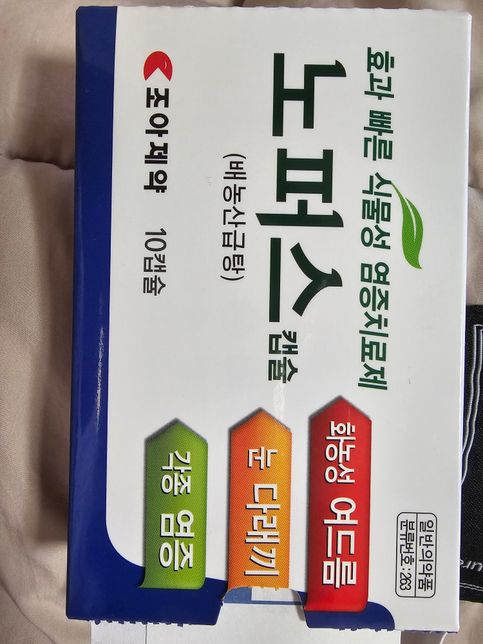 효과 빠른 식물성 염증치료제
일반의약품
분류번호 : 263
노퍼스 캡슐
(배농산급탕)
화농성 여드름
눈 다래끼
각종 염증
조아제약 10캡슐